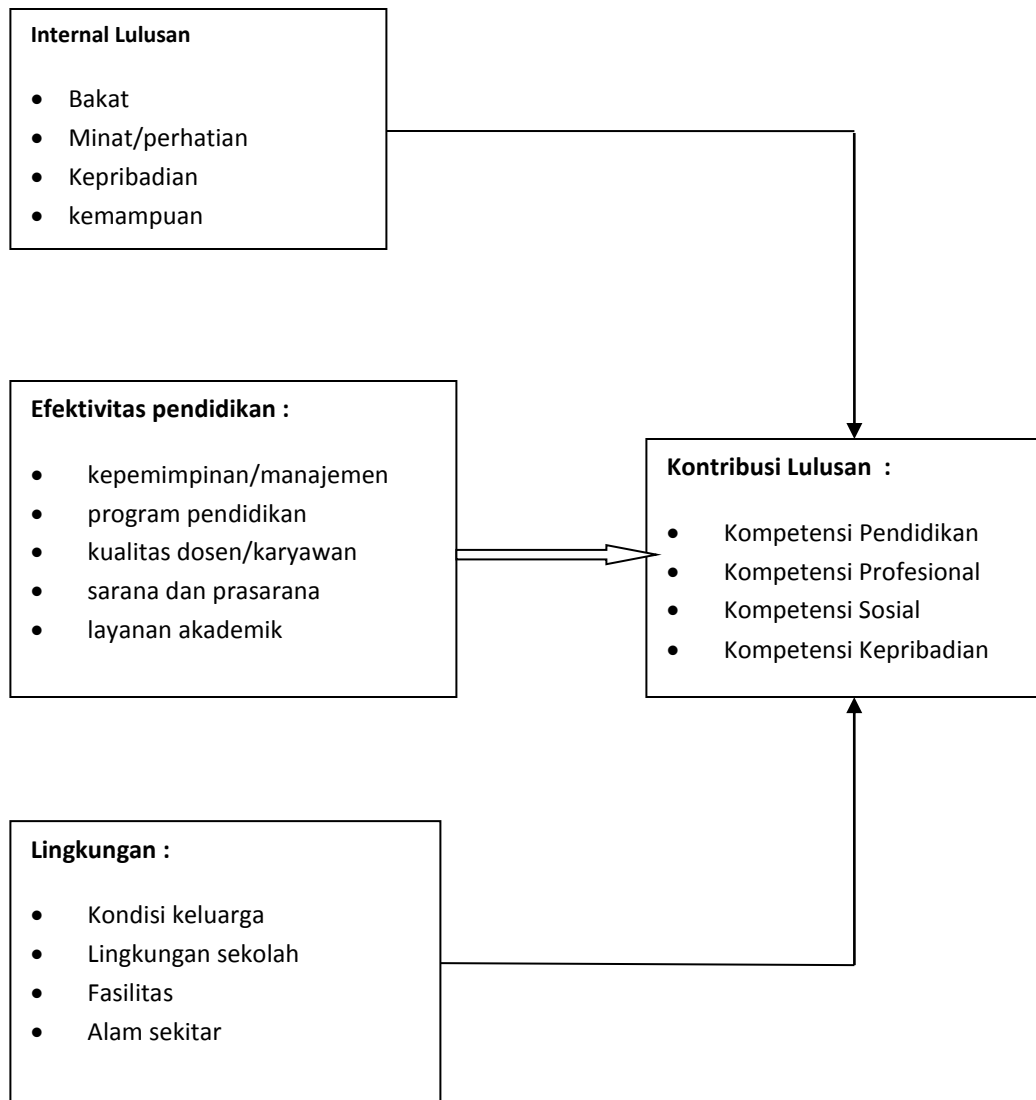 Internal Lulusan
• Bakat
• Minat/perhatian
• Kepribadian
• kemampuan
Efektivitas pendidikan :
• kepemimpinan/manajemen
• program pendidikan
• kualitas dosen/karyawan
• sarana dan prasarana
• layanan akademik
Kontribusi Lulusan :
• Kompetensi Pendidikan
• Kompetensi Profesional
• Kompetensi Sosial
• Kompetensi Kepribadian
Lingkungan :
• Kondisi keluarga
• Lingkungan sekolah
• Fasilitas
• Alam sekitar